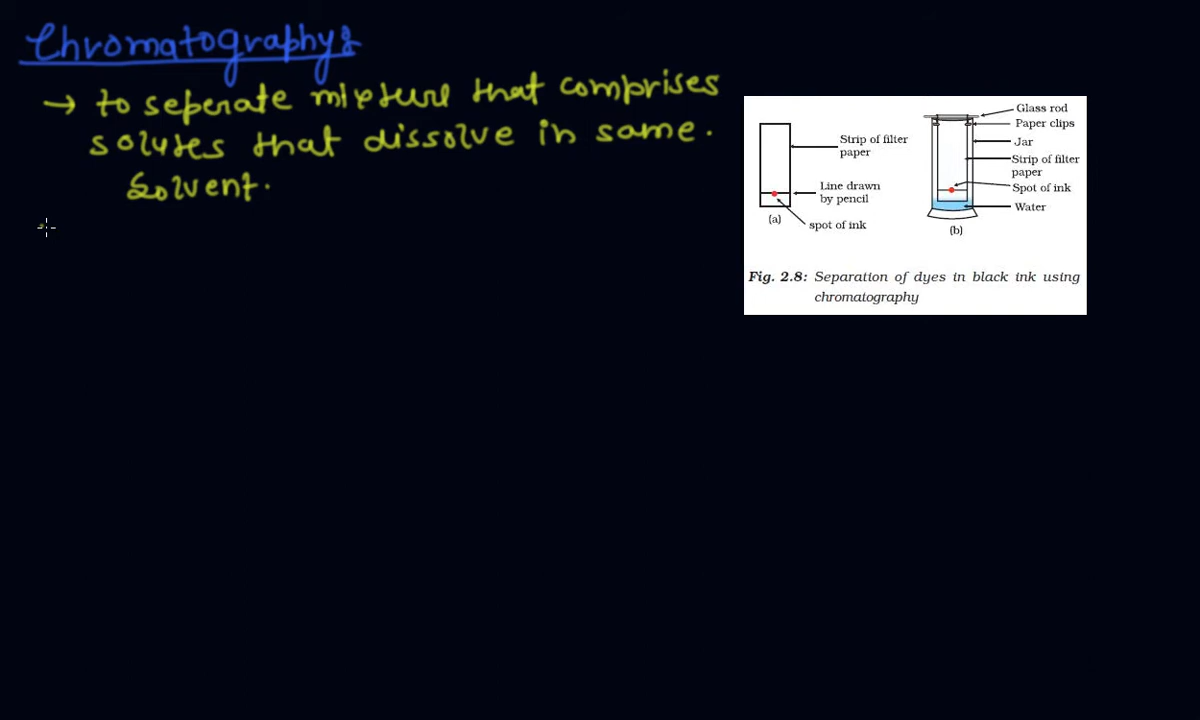 Chromatography:
→ to seperate mixture that comprises
solutes that dissolve in same.
solvent.
Strip of filter
paper
Line drawn
by pencil
spot of ink
(a)
Glass rod
Paper clips
Jar
Strip of filter
paper
Spot of ink
Water
(b)
Fig. 2.8: Separation of dyes in black ink using
chromatography